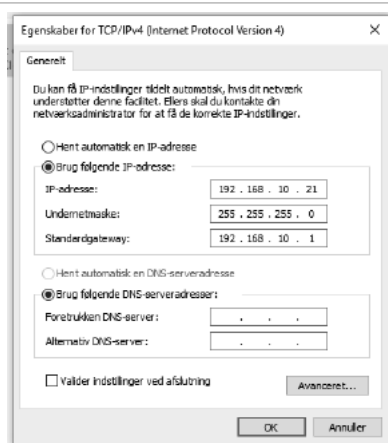 Egenskaber for TCP/IPv4 (Internet Protocol Version 4)
Generelt
Du kan få IP-indstillinger tildelt automatisk, hvis dit netværk
understøtter denne facilitet. Ellers skal du kontakte din
netværksadministrator for at få de korrekte IP-indstillinger.
Hent automatisk en IP-adresse
Brug følgende IP-adresse:
IP-adresse: 192 . 168 . 10 . 21
Undernetmaske: 255 . 255 . 255 . 0
Standardgateway: 192 . 168 . 10 . 1
Hent automatisk en DNS-serveradresse
Brug følgende DNS-serveradresser:
Foretrukken DNS-server: . . .
Alternativ DNS-server: . . .
Valider indstillinger ved afslutning
Avanceret...
OK Annuller